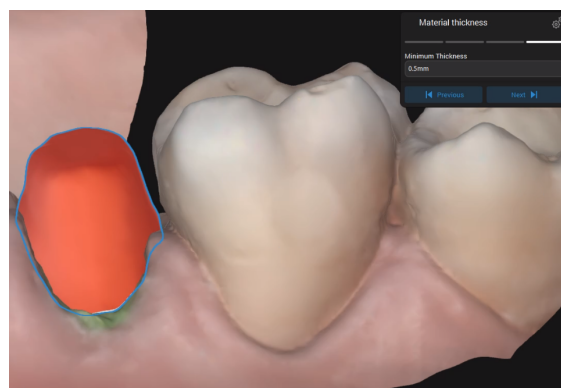 Material thickness
Minimum Thickness
0.5mm
Previous
Next